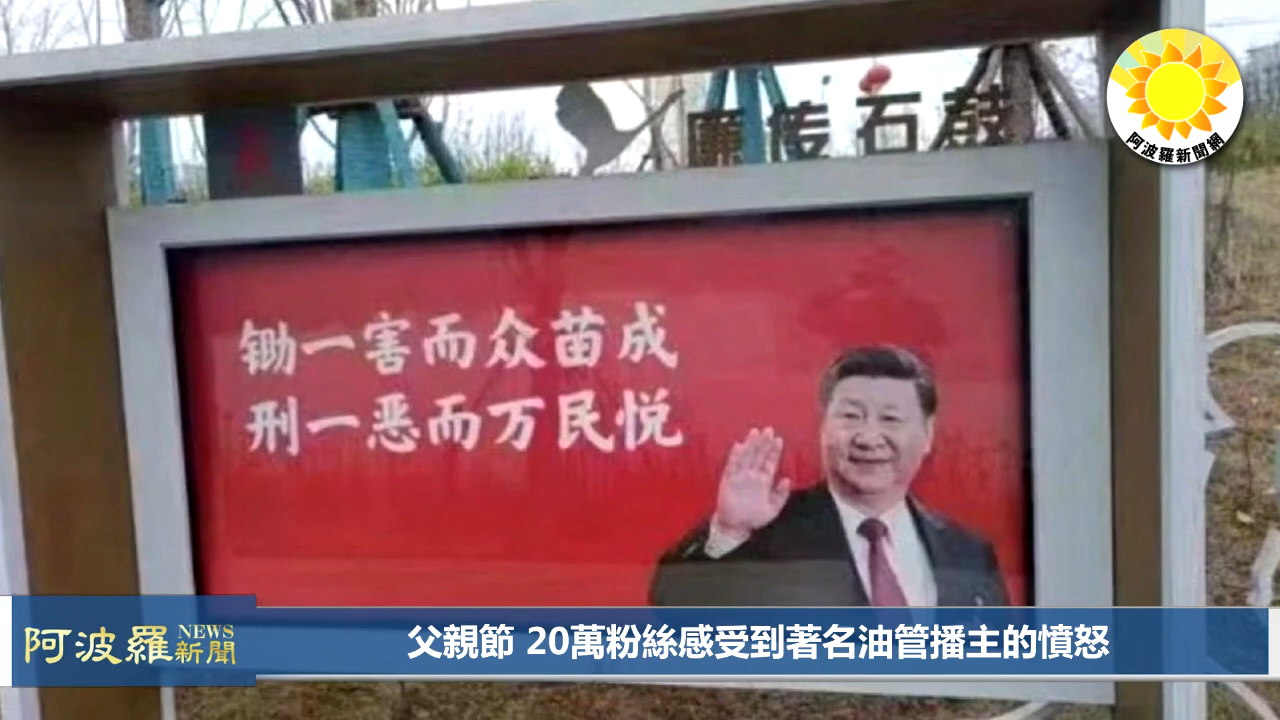 廉传石鼓
阿波羅新聞網
锄一害而众苗成
刑一恶而万民悦
阿波羅新聞
NEWS
父親節 20萬粉絲感受到著名油管播主的憤怒